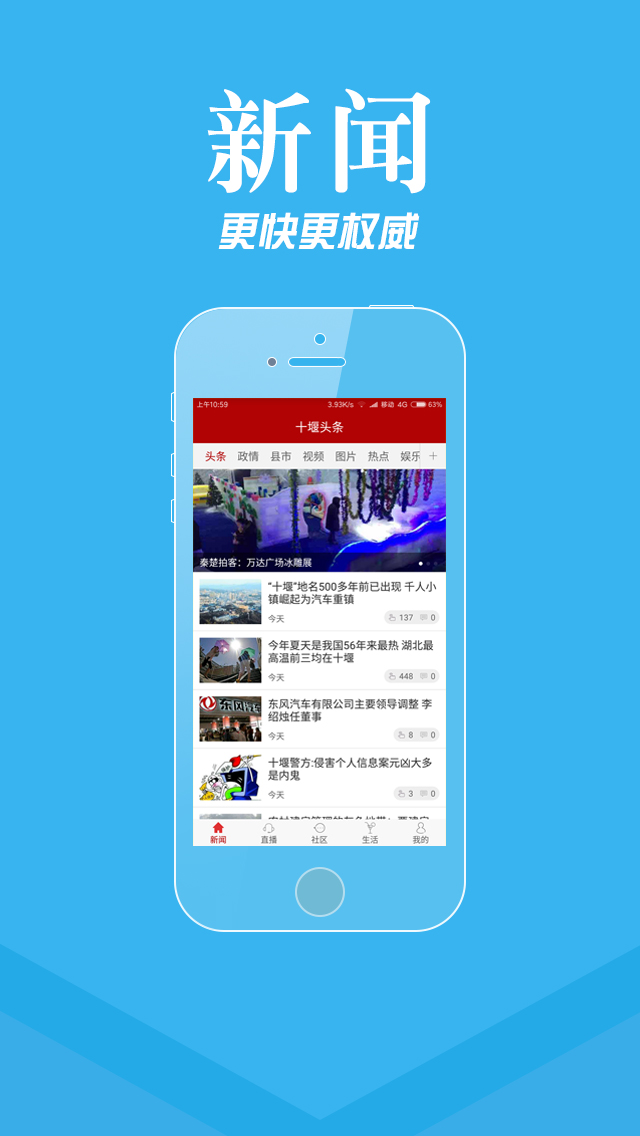 新闻
更快更权威
上午10:59 3.93K/s 移动 4G 63%
十堰头条
头条 政情 县市 视频 图片 热点 娱乐 +
秦楚拍客：万达广场冰雕展
“十堰”地名500多年前已出现 千人小
镇崛起为汽车重镇
今天 137 0
今年夏天是我国56年来最热 湖北最
高温前三均在十堰
今天 448 0
东风汽车
东风汽车有限公司主要领导调整 李
绍烛任董事
今天 8 0
十堰警方:侵害个人信息案元凶大多
是内鬼
今天 3 0
新闻 直播 社区 生活 我的